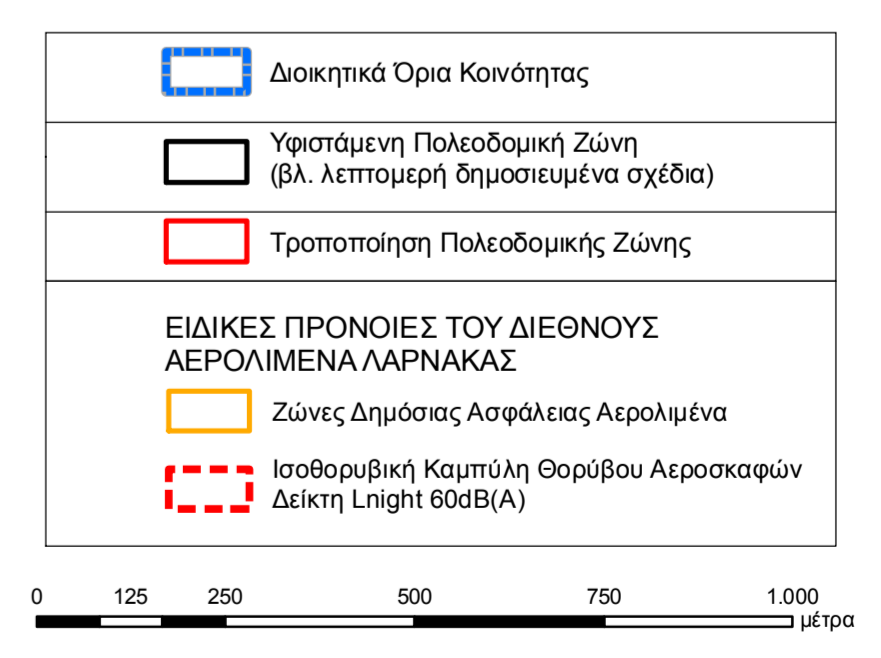 Διοικητικά Όρια Κοινότητας
Υφιστάμενη Πολεοδομική Ζώνη
(βλ. λεπτομερή δημοσιευμένα σχέδια)
Τροποποίηση Πολεοδομικής Ζώνης
ΕΙΔΙΚΕΣ ΠΡΟΝΟΙΕΣ ΤΟΥ ΔΙΕΘΝΟΥΣ
ΑΕΡΟΛΙΜΕΝΑ ΛΑΡΝΑΚΑΣ
Ζώνες Δημόσιας Ασφάλειας Αερολιμένα
Ισοθορυβική Καμπύλη Θορύβου Αεροσκαφών
Δείκτη Lnight 60dB(A)
0 125 250 500 750 1.000
μέτρα